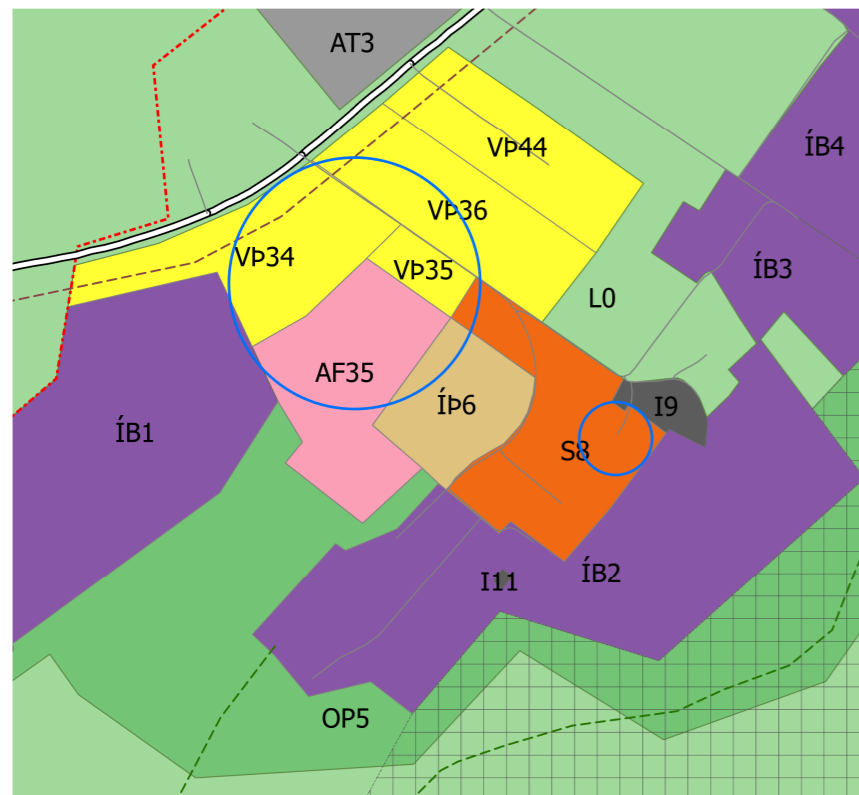 AT3
VÞ44
ÍB4
VÞ36
VÞ34
VÞ35
ÍB3
L0
AF35
ÍÞ6
I9
ÍB1
S8
I11
ÍB2
OP5